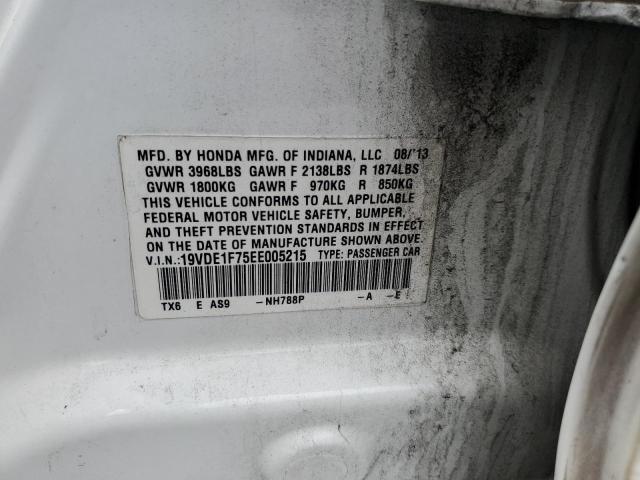 MFD. BY HONDA MFG. OF INDIANA, LLC 08/'13
GVWR 3968LBS GAWR F 2138LBS R 1874LBS
GVWR 1800KG GAWR F 970KG R 850KG
THIS VEHICLE CONFORMS TO ALL APPLICABLE
FEDERAL MOTOR VEHICLE SAFETY, BUMPER,
AND THEFT PREVENTION STANDARDS IN EFFECT
ON THE DATE OF MANUFACTURE SHOWN ABOVE.
V.I.N.:19VDE1F75EE005215 TYPE: PASSENGER CAR
TX6 E AS9 -NH788P -A -E